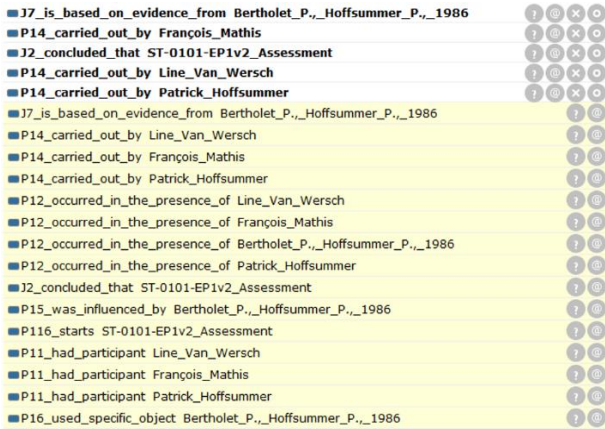 J7_is_based_on_evidence_from Bertholet_P.,_Hoffsummer_P.,_1986
P14_carried_out_by François_Mathis
J2_concluded_that ST-0101-EP1v2_Assessment
P14_carried_out_by Line_Van_Wersch
P14_carried_out_by Patrick_Hoffsummer
J7_is_based_on_evidence_from Bertholet_P.,_Hoffsummer_P.,_1986
P14_carried_out_by Line_Van_Wersch
P14_carried_out_by François_Mathis
P14_carried_out_by Patrick_Hoffsummer
P12_occurred_in_the_presence_of Line_Van_Wersch
P12_occurred_in_the_presence_of François_Mathis
P12_occurred_in_the_presence_of Bertholet_P.,_Hoffsummer_P.,_1986
P12_occurred_in_the_presence_of Patrick_Hoffsummer
J2_concluded_that ST-0101-EP1v2_Assessment
P15_was_influenced_by Bertholet_P.,_Hoffsummer_P.,_1986
P116_starts ST-0101-EP1v2_Assessment
P11_had_participant Line_Van_Wersch
P11_had_participant François_Mathis
P11_had_participant Patrick_Hoffsummer
P16_used_specific_object Bertholet_P.,_Hoffsummer_P.,_1986